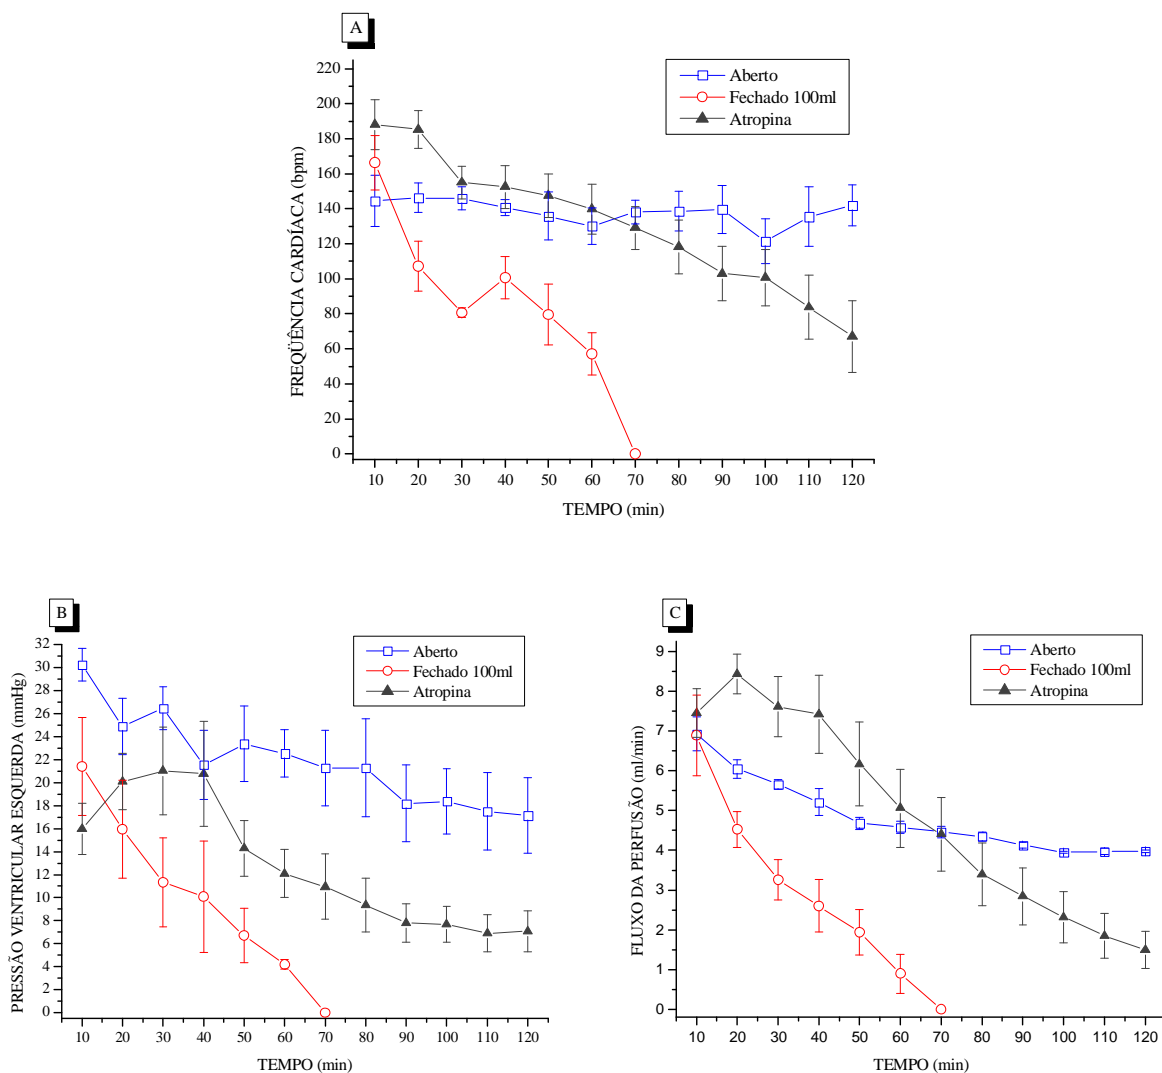 A
Aberto
Fechado 100ml
Atropina
FREQÜÊNCIA CARDÍACA (bpm)
220
200
180
160
140
120
100
80
60
40
20
0
10 20 30 40 50 60 70 80 90 100 110 120
TEMPO (min)
B
Aberto
Fechado 100ml
Atropina
PRESSÃO VENTRICULAR ESQUERDA (mmHg)
32
30
28
26
24
22
20
18
16
14
12
10
8
6
4
2
0
10 20 30 40 50 60 70 80 90 100 110 120
TEMPO (min)
C
Aberto
Fechado 100ml
Atropina
FLUXO DA PERFUSÃO (ml/min)
9
8
7
6
5
4
3
2
1
0
10 20 30 40 50 60 70 80 90 100 110 120
TEMPO (min)